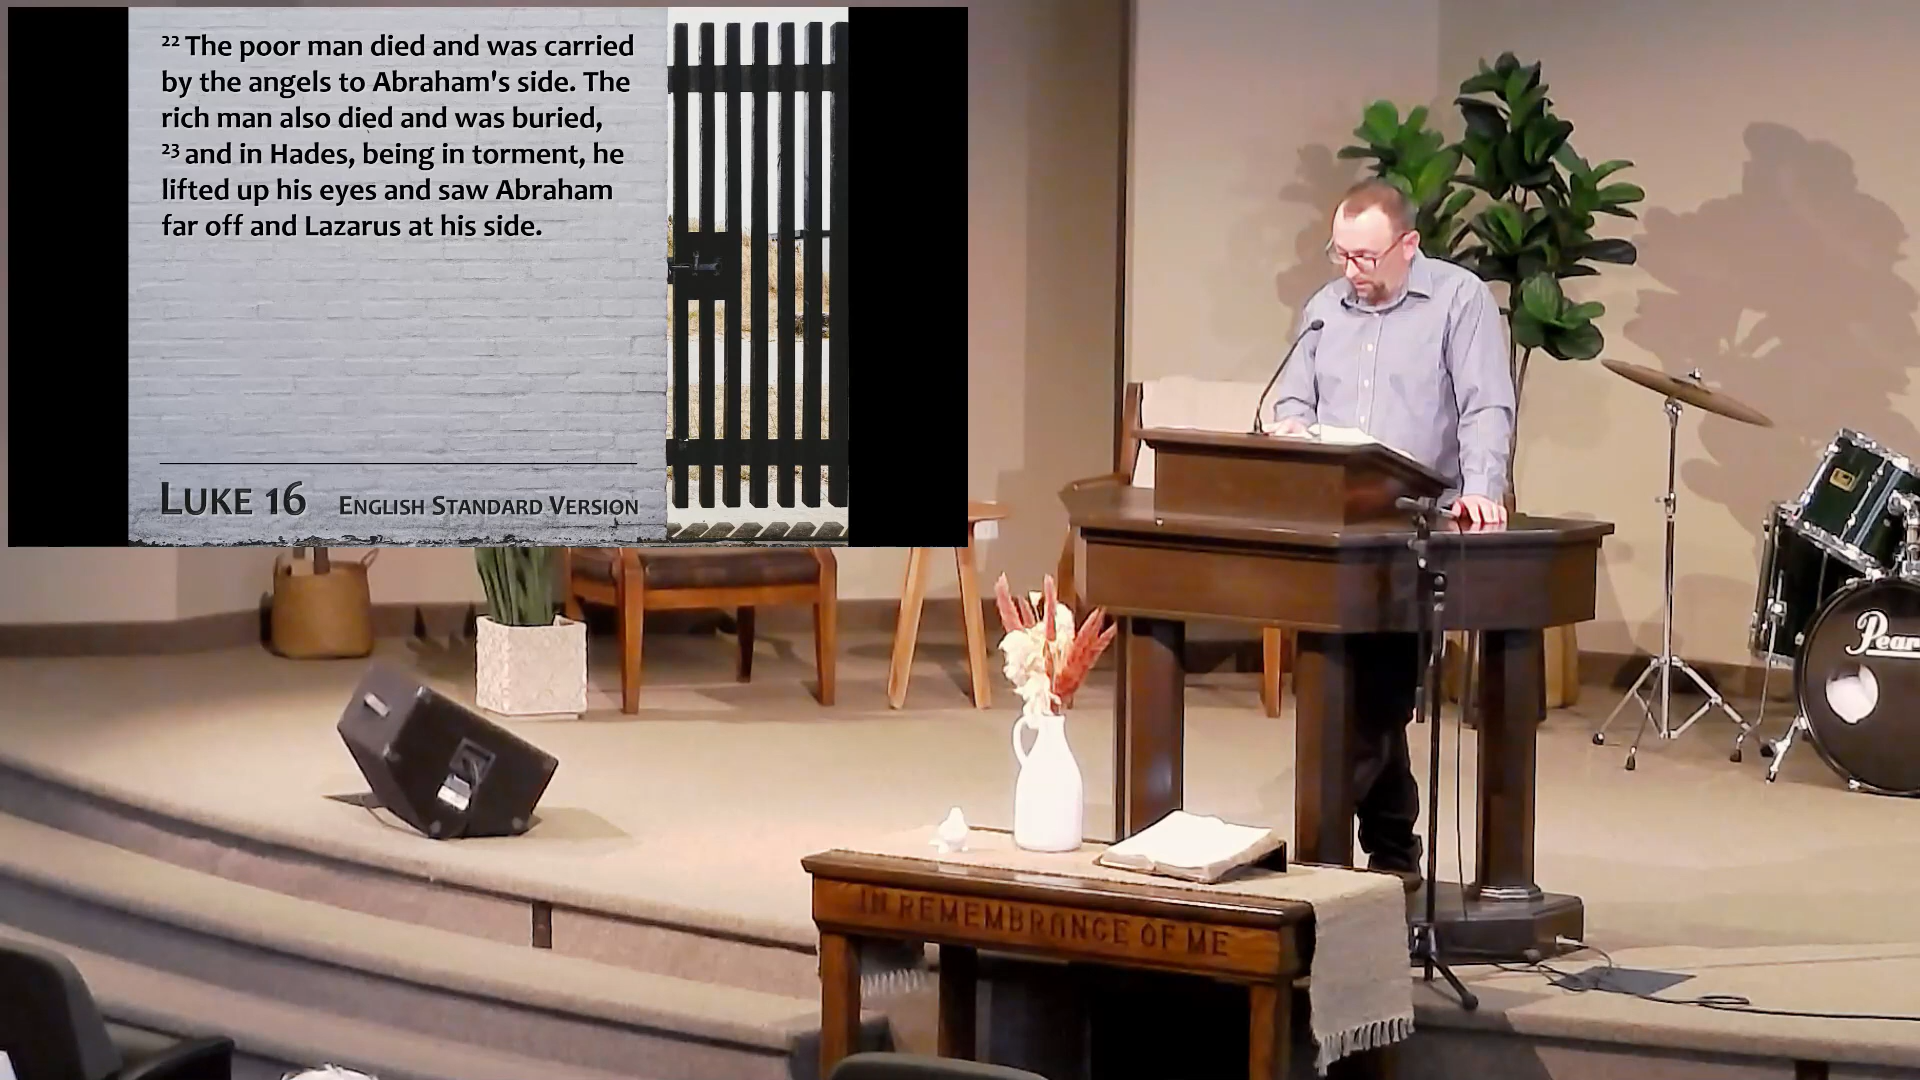 22 The poor man died and was carried
by the angels to Abraham's side. The
rich man also died and was buried,
23 and in Hades, being in torment, he
lifted up his eyes and saw Abraham
far off and Lazarus at his side.
LUKE 16 ENGLISH STANDARD VERSION
IN REMEMBRANCE OF ME
Pear